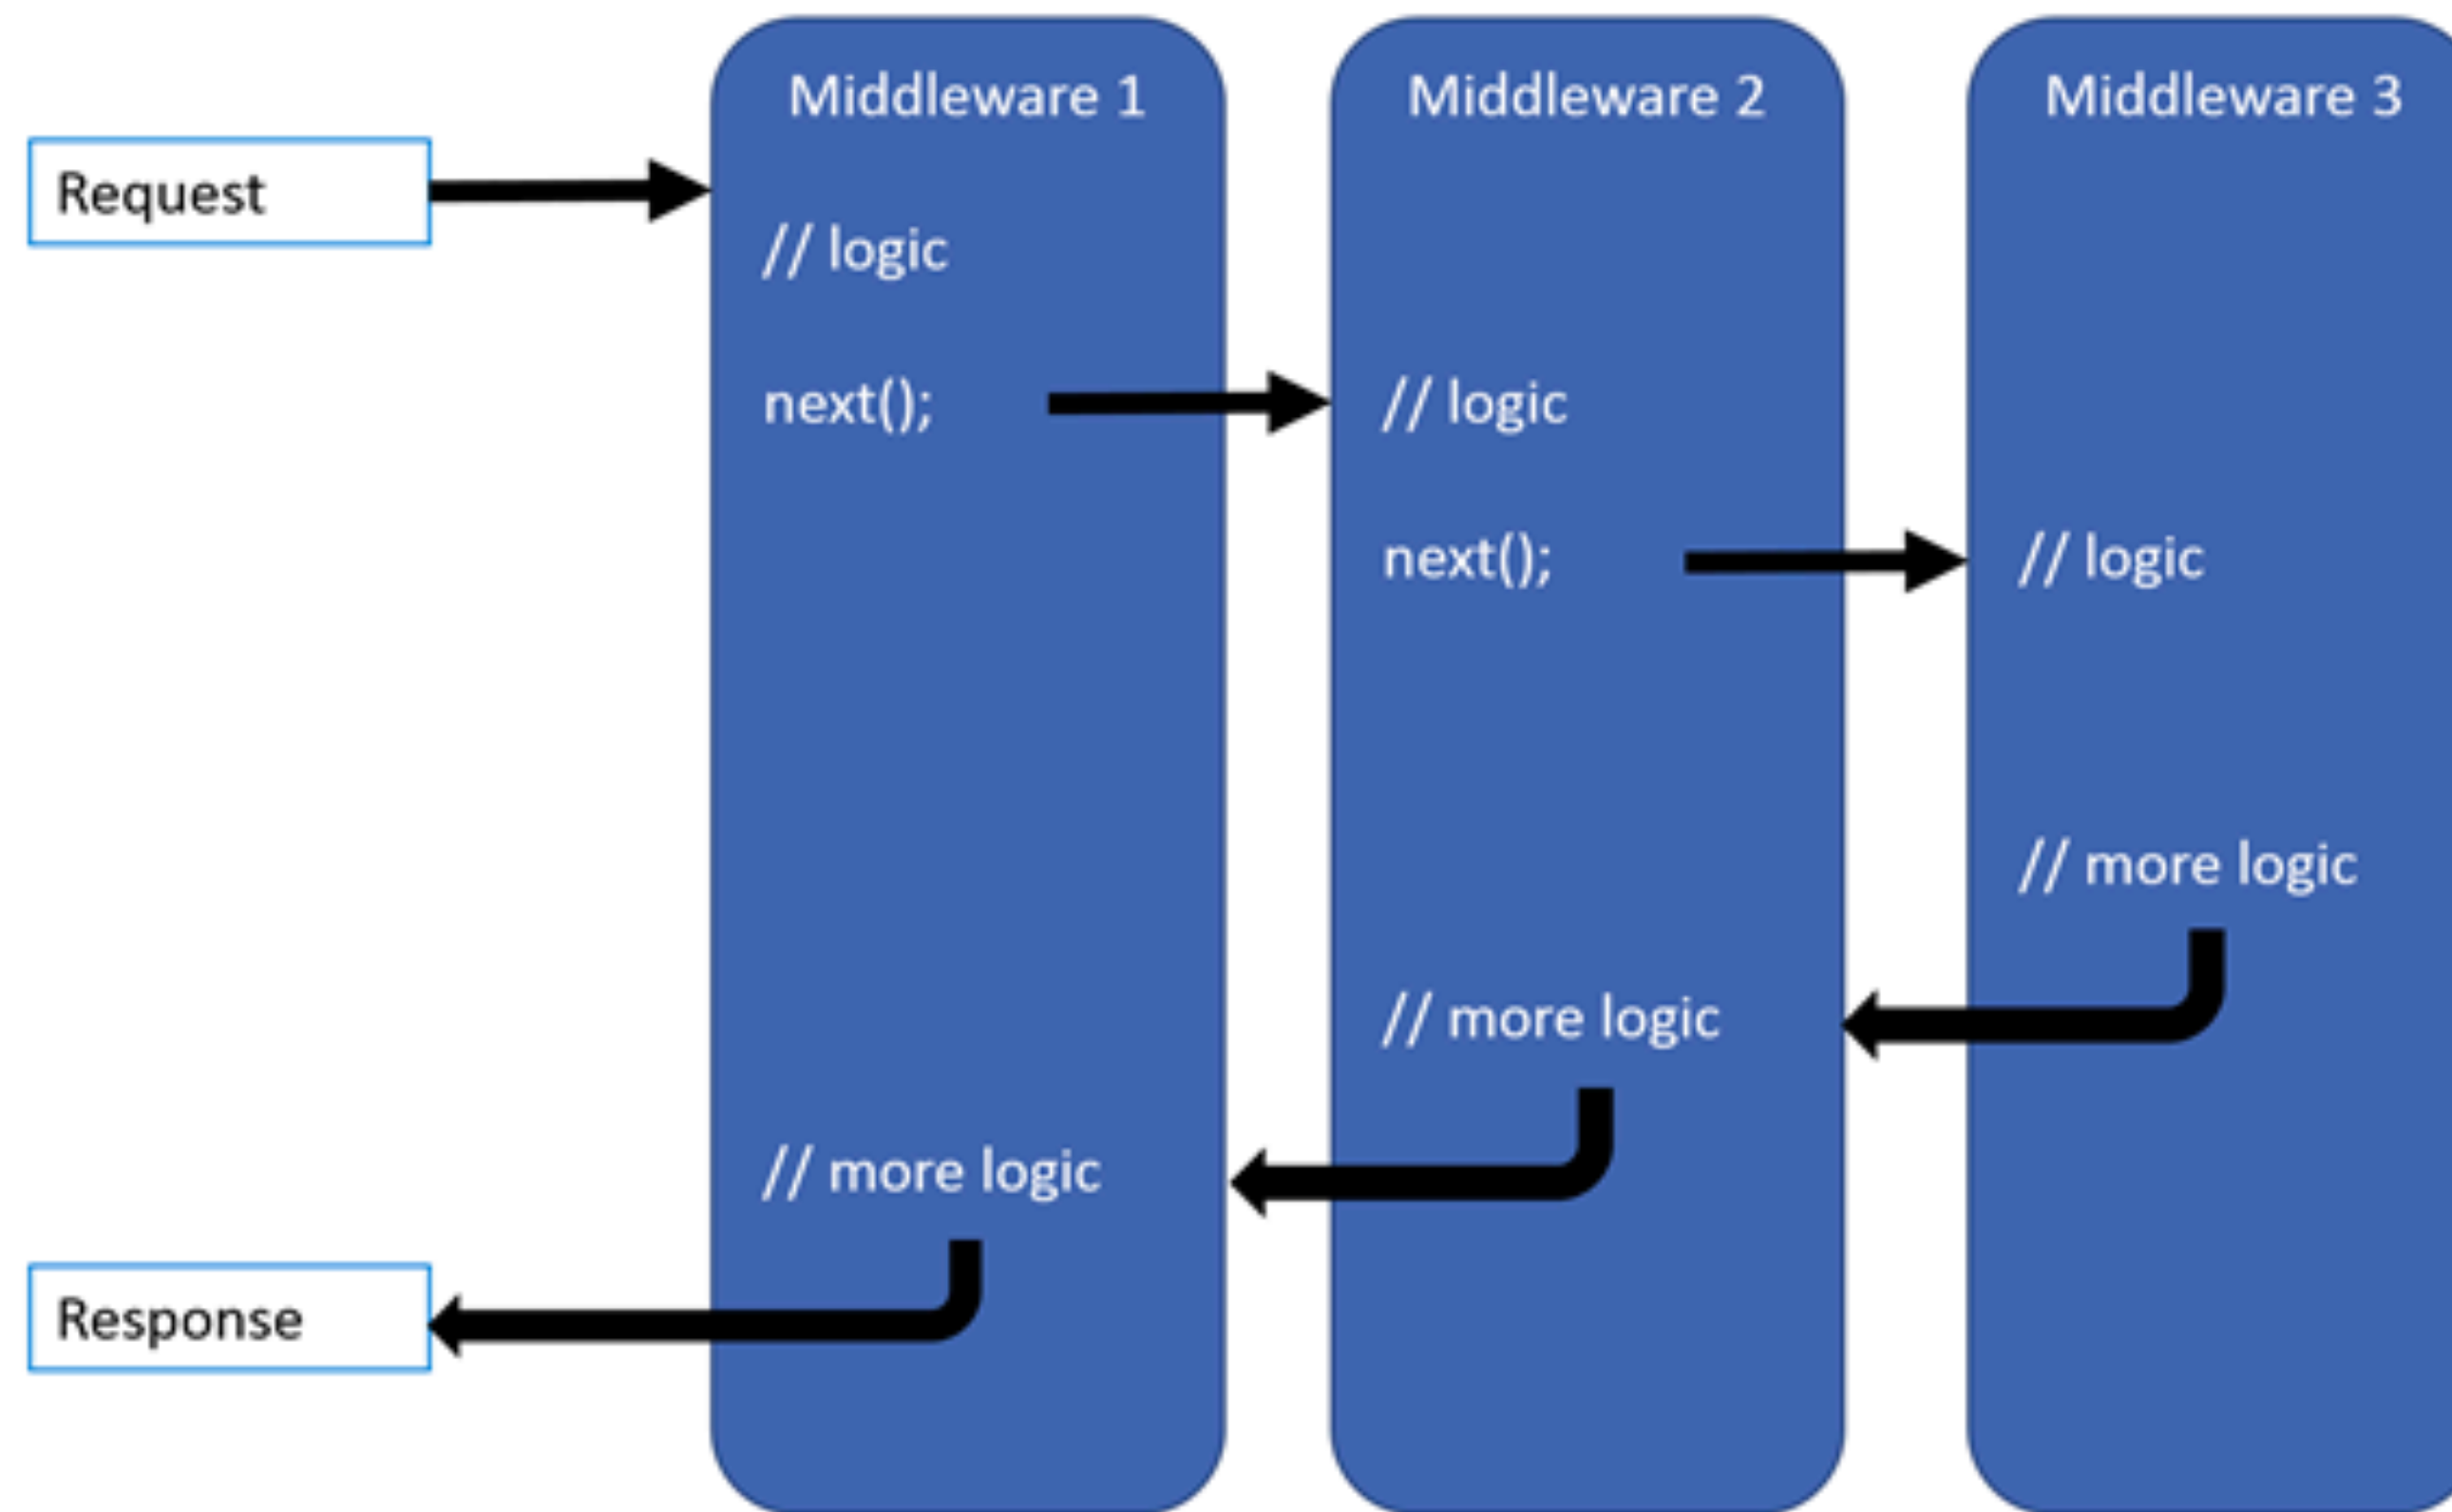 Middleware 1
Middleware 2
Middleware 3
Request
// logic
next();
// logic
next();
// logic
// more logic
// more logic
// more logic
Response